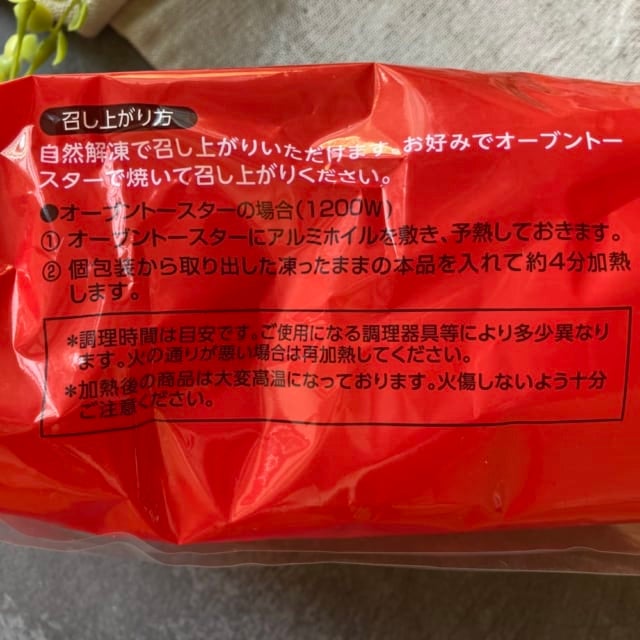 召し上がり方
自然解凍で召し上がりいただけます。お好みでオーブントー
スターで焼いて召し上がりください。
●オーブントースターの場合(1200W)
① オーブントースターにアルミホイルを敷き、予熱しておきます。
② 個包装から取り出した凍ったままの本品を入れて約4分加熱
します。
*調理時間は目安です。ご使用になる調理器具等により多少異なり
ます。火の通りが悪い場合は再加熱してください。
*加熱後の商品は大変高温になっております。火傷しないよう十分
ご注意ください。